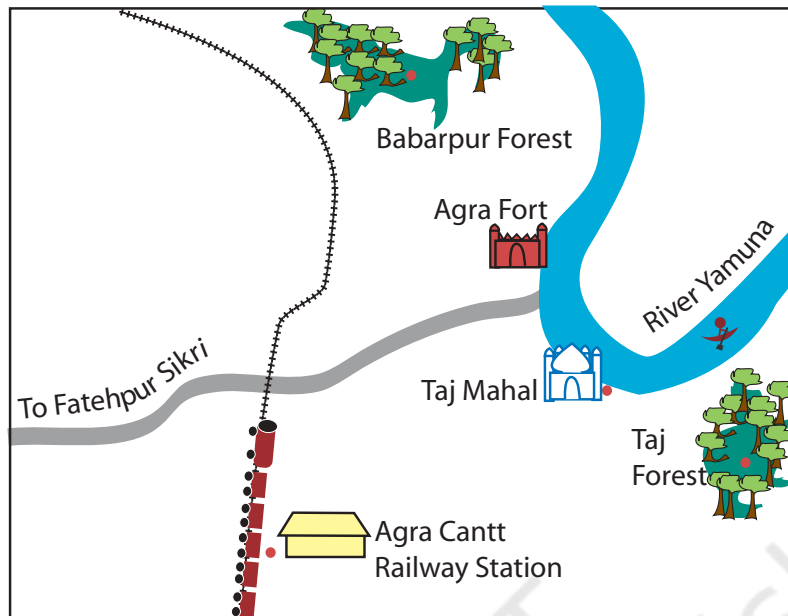 Babarpur Forest
Agra Fort
River Yamuna
To Fatehpur Sikri
Taj Mahal
Taj
Forest
Agra Cantt
Railway Station